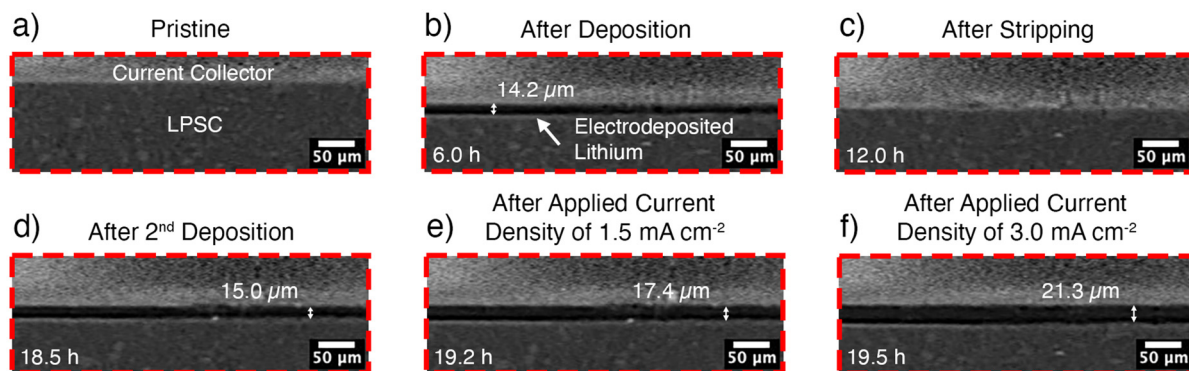 a) Pristine
Current Collector
LPSC
50 µm
b) After Deposition
14.2 µm
Electrodeposited
Lithium
6.0 h
50 µm
c) After Stripping
12.0 h
50 µm
d) After 2nd Deposition
15.0 µm
18.5 h
50 µm
e) After Applied Current
Density of 1.5 mA cm-2
17.4 µm
19.2 h
50 µm
f) After Applied Current
Density of 3.0 mA cm-2
21.3 µm
19.5 h
50 µm